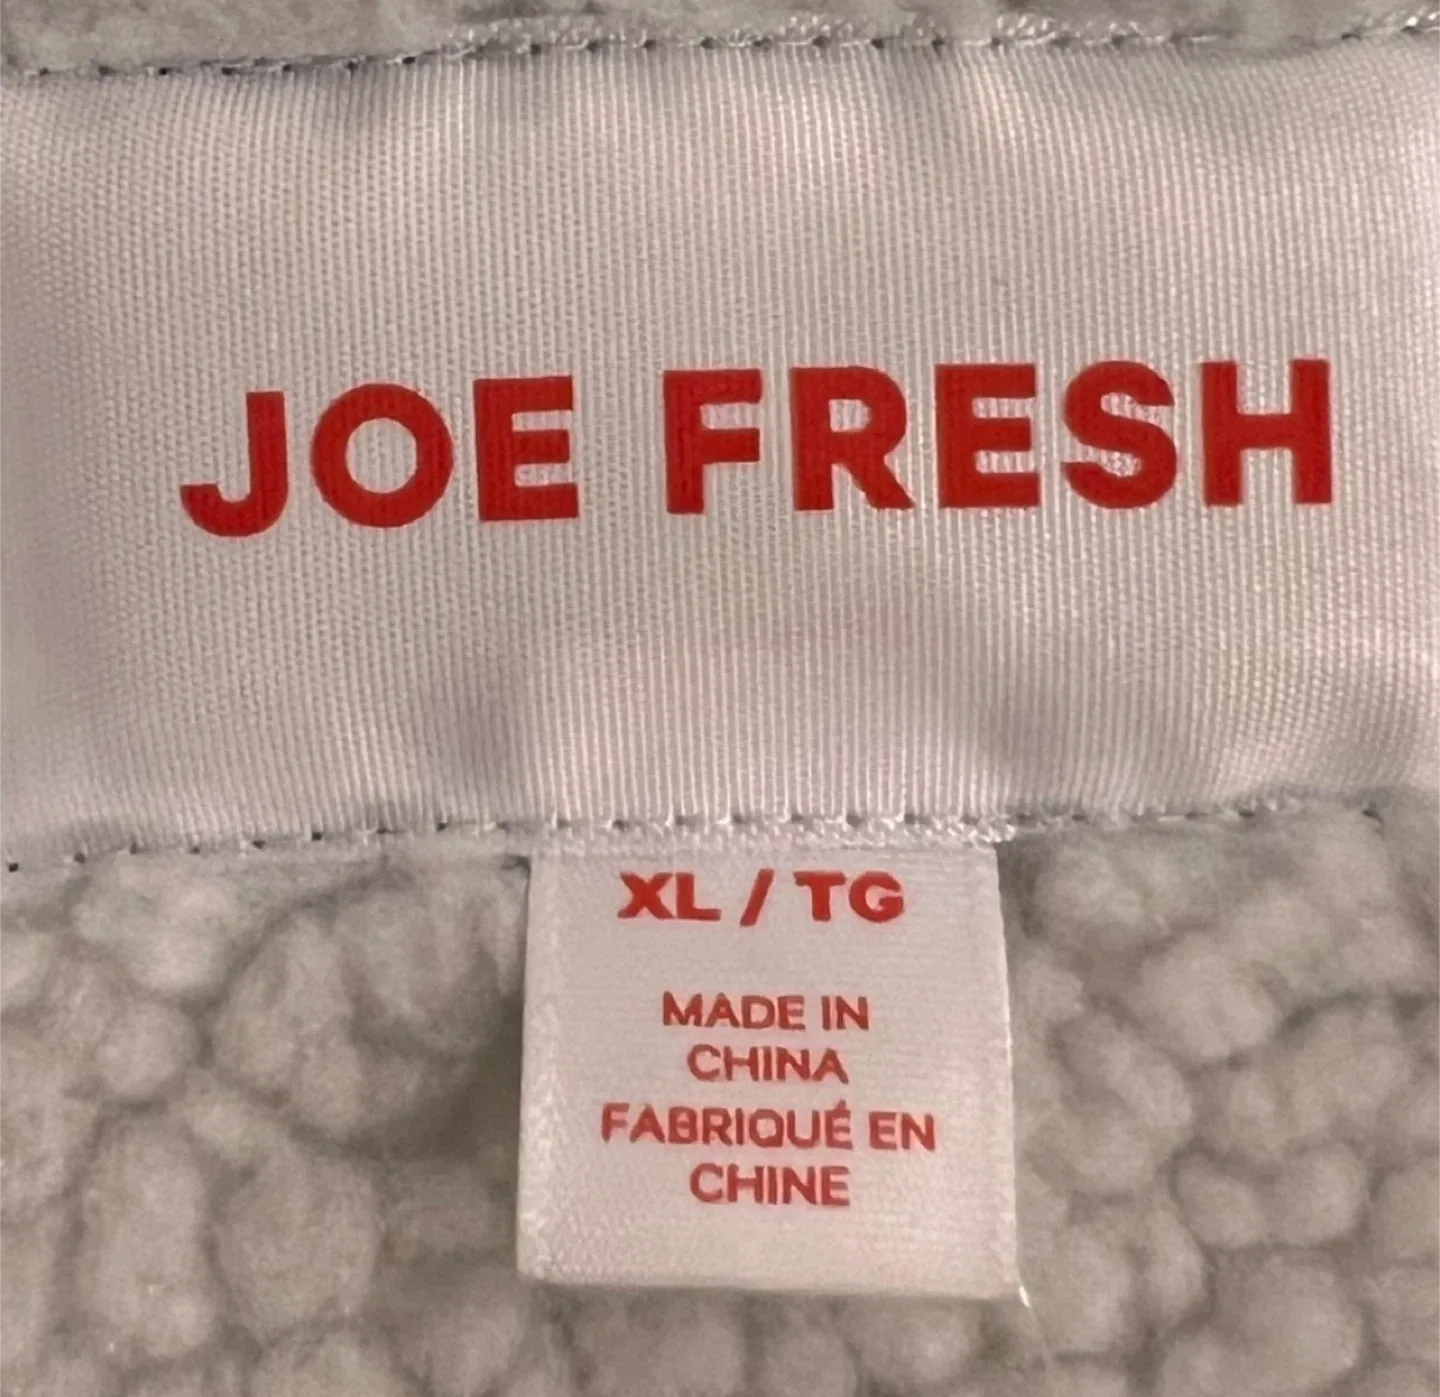 JOE FRESH
XL / TG
MADE IN
CHINA
FABRIQUÉ EN
CHINE